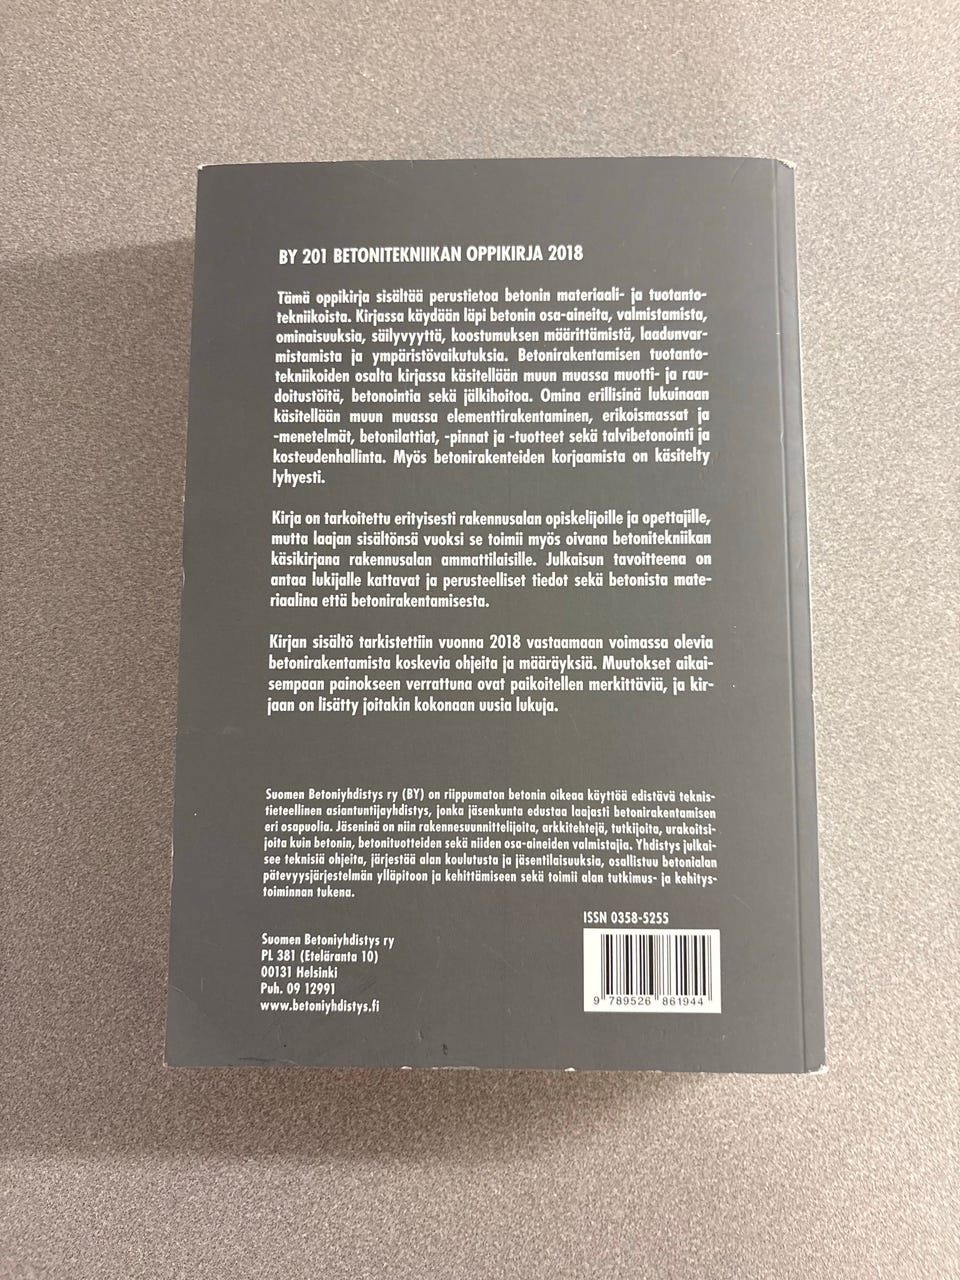 BY 201 BETONITEKNIIKAN OPPIKIRJA 2018
Tämä oppikirja sisältää perustietoa betonin materiaali- ja tuotanto-
tekniikoista. Kirjassa käydään läpi betonin osa-aineita, valmistamista,
ominaisuuksia, säilyvyyttä, koostumuksen määrittämistä, laadunvar-
mistamista ja ympäristövaikutuksia. Betonirakentamisen tuotanto-
tekniikoiden osalta kirjassa käsitellään muun muassa muotti- ja rau-
doitustöitä, betonointia sekä jälkihoitoa. Omina erillisinä lukuinaan
käsitellään muun muassa elementtirakentaminen, erikoismassat ja
-menetelmät, betonilattiat, -pinnat ja -tuotteet sekä talvibetonointi ja
kosteudenhallinta. Myös betonirakenteiden korjaamista on käsitelty
lyhyesti.
Kirja on tarkoitettu erityisesti rakennusalan opiskelijoille ja opettajille,
mutta laajan sisältönsä vuoksi se toimii myös oivana betonitekniikan
käsikirjana rakennusalan ammattilaisille. Julkaisun tavoitteena on
antaa lukijalle kattavat ja perusteelliset tiedot sekä betonista mate-
riaalina että betonirakentamisesta.
Kirjan sisältö tarkistettiin vuonna 2018 vastaamaan voimassa olevia
betonirakentamista koskevia ohjeita ja määräyksiä. Muutokset aikai-
sempaan painokseen verrattuna ovat paikoitellen merkittäviä, ja kir-
jaan on lisätty joitakin kokonaan uusia lukuja.
Suomen Betoniyhdistys ry (BY) on riippumaton betonin oikeaa käyttöä edistävä teknis-
tieteellinen asiantuntijayhdistys, jonka jäsenkunta edustaa laajasti betonirakentamisen
eri osapuolia. Jäseninä on niin rakennesuunnittelijoita, arkkitehtejä, tutkijoita, urakoitsi-
joita kuin betonin, betonituotteiden sekä niiden osa-aineiden valmistajia. Yhdistys julkai-
see teknisiä ohjeita, järjestää alan koulutusta ja jäsentilaisuuksia, osallistuu betonialan
pätevyysjärjestelmän ylläpitoon ja kehittämiseen sekä toimii alan tutkimus- ja kehitys-
toiminnan tukena.
ISSN 0358-5255
Suomen Betoniyhdistys ry
PL 381 (Eteläranta 10)
00131 Helsinki
Puh. 09 12991
www.betoniyhdistys.fi
9 789526 861944